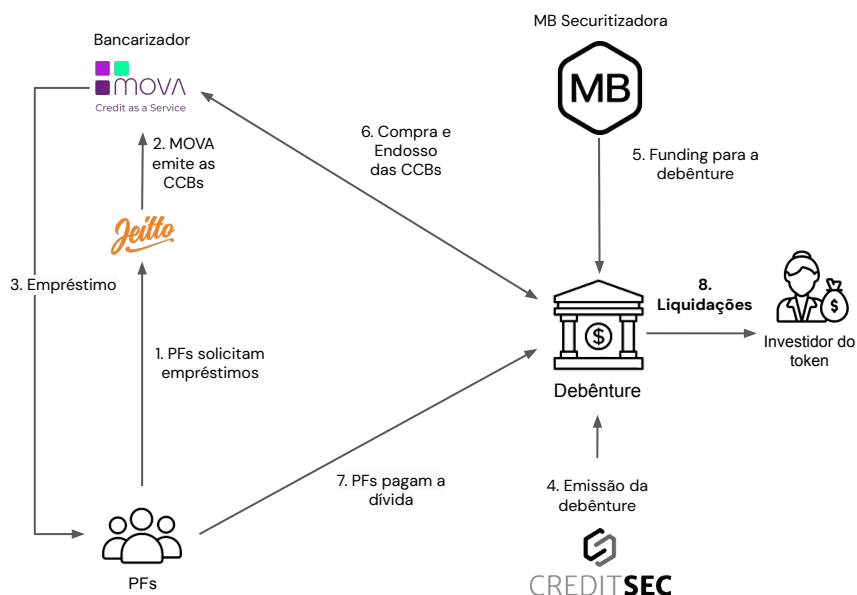 MB Securitizadora
Bancarizador
MOVA
Credit as a Service
MB
2. MOVA
emite as
CCBs
6. Compra e
Endosso
das CCBs
5. Funding para a
debênture
Jeitto
3. Empréstimo
8.
Liquidações
$
$
Investidor do
token
1. PFs solicitam
empréstimos
Debênture
7. PFs pagam a
dívida
4. Emissão da
debênture
PFs
CREDITSEC